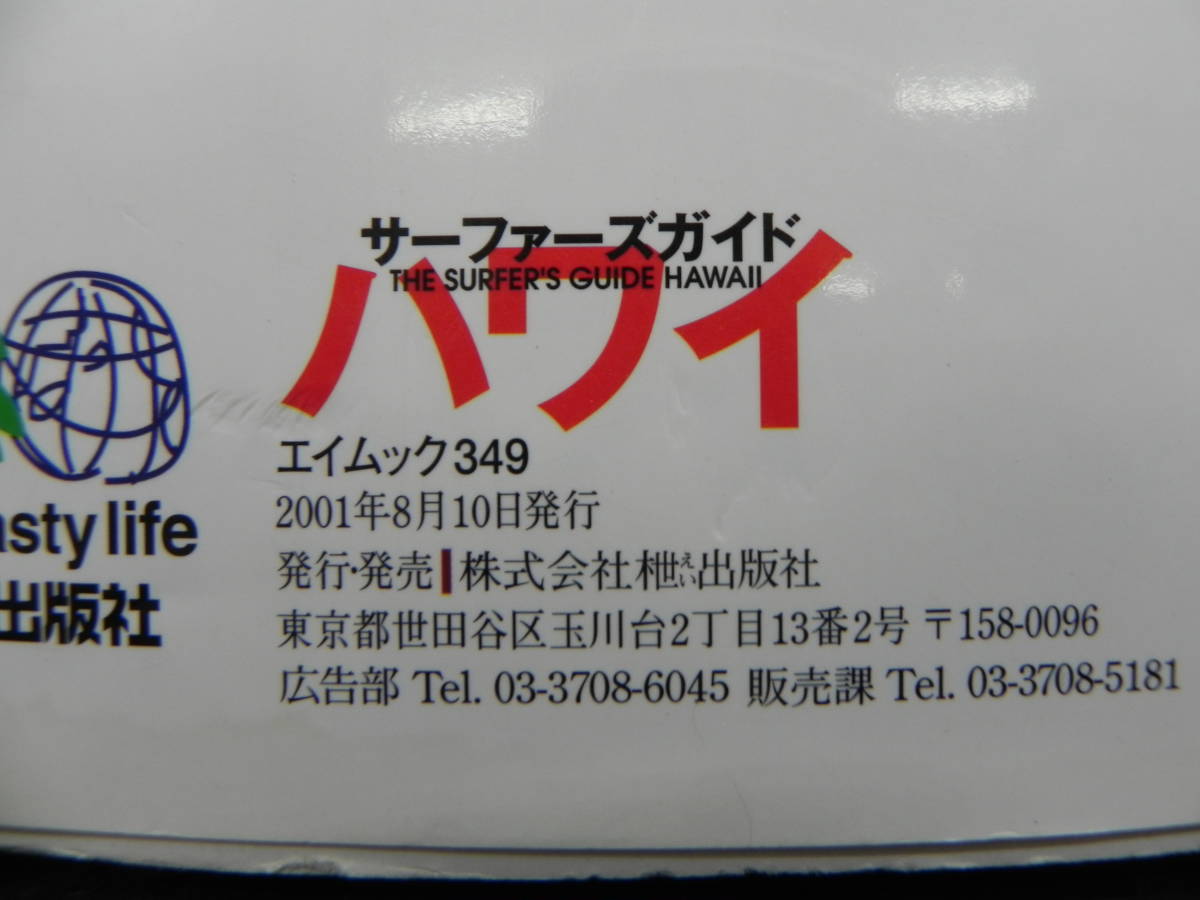 サーファーズガイド
THE SURFER'S GUIDE HAWAII
ハワイ
エイムック349
2001年8月10日発行
発行・発売 株式会社枻えい出版社
東京都世田谷区玉川台2丁目13番2号 〒158-0096
広告部 Tel. 03-3708-6045 販売課 Tel. 03-3708-5181
asty life
出版社